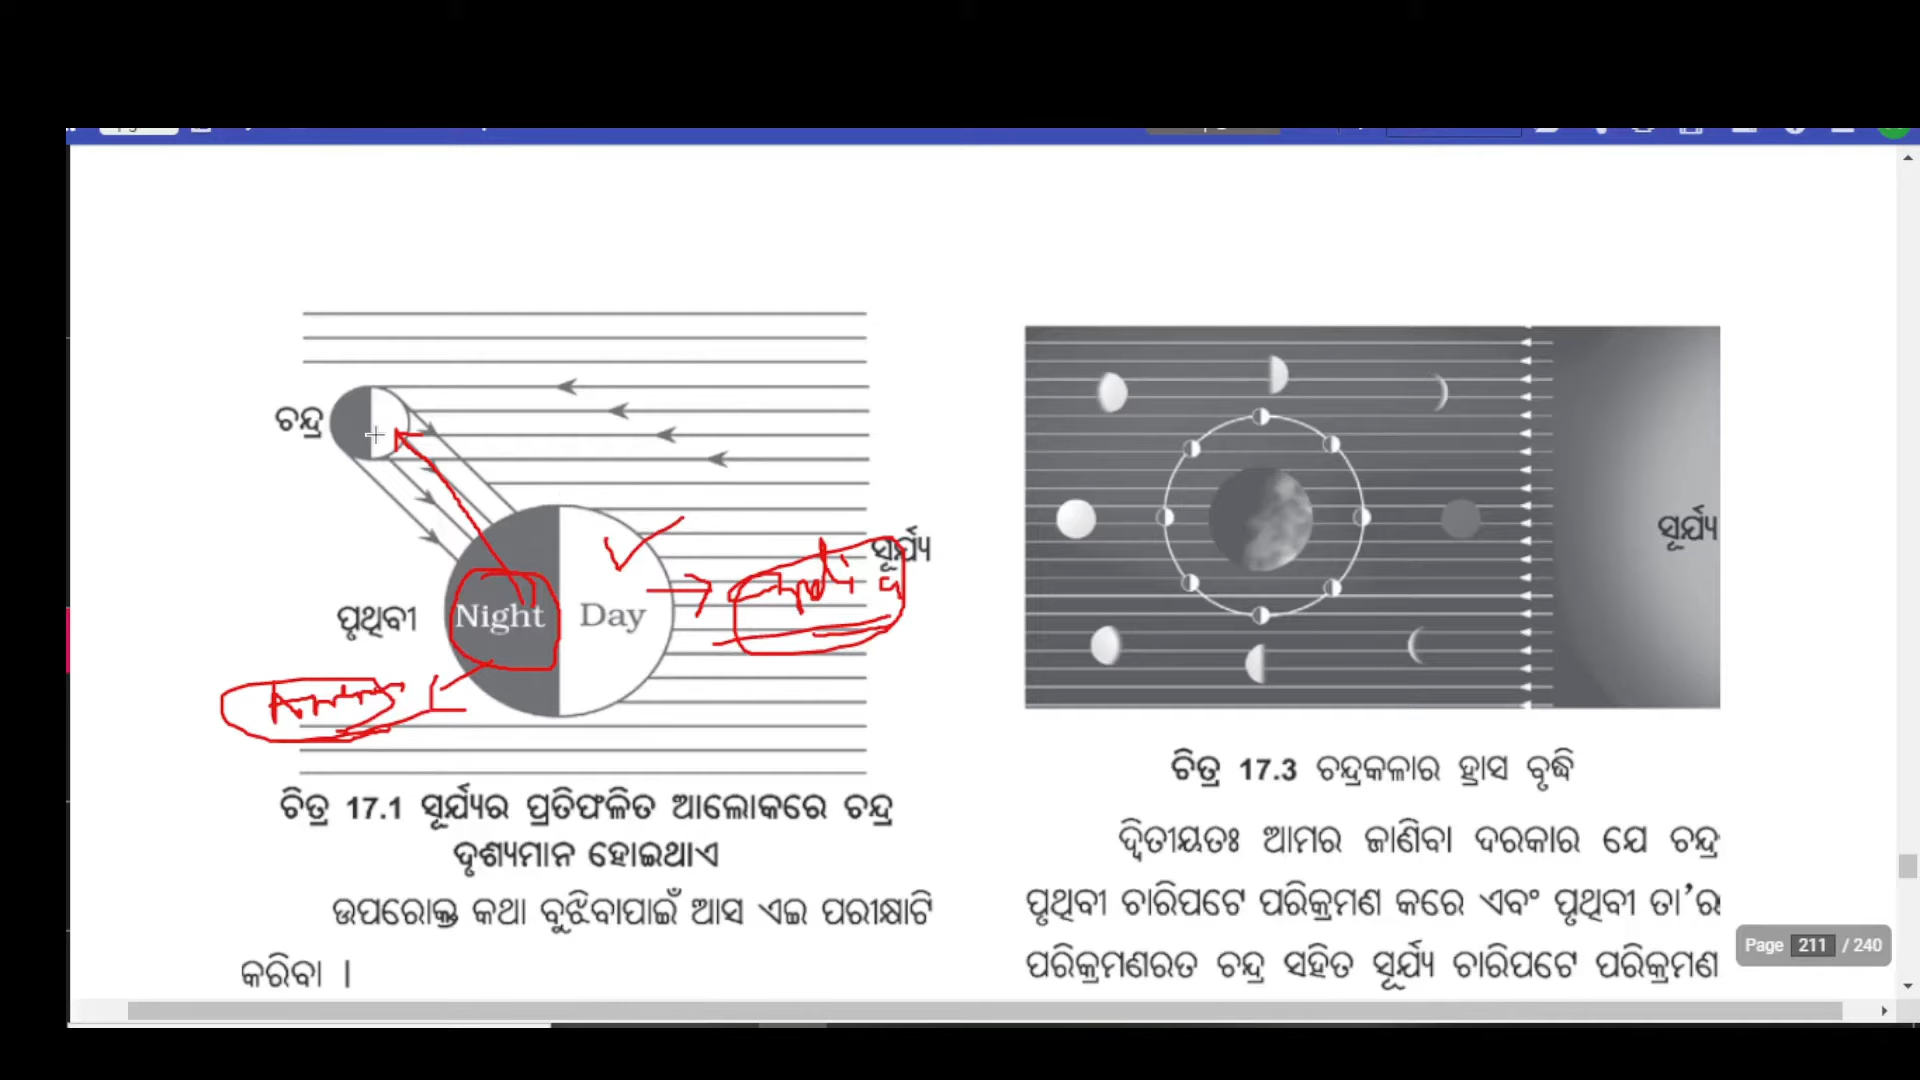 ଚନ୍ଦ୍ର
ସୂର୍ଯ୍ୟ
ପୃଥିବୀ
Night
Day
ଚିତ୍ର 17.1 ସୂର୍ଯ୍ୟର ପ୍ରତିଫଳିତ ଆଲୋକରେ ଚନ୍ଦ୍ର
ଦୃଶ୍ୟମାନ ହୋଇଥାଏ
ଉପରୋକ୍ତ କଥା ବୁଝିବାପାଇଁ ଆସ ଏଇ ପରୀକ୍ଷାଟି
କରିବା ।
ସୂର୍ଯ୍ୟ
ଚିତ୍ର 17.3 ଚନ୍ଦ୍ରକଳାର ହ୍ରାସ ବୃଦ୍ଧି
ଦ୍ୱିତୀୟତଃ ଆମର ଜାଣିବା ଦରକାର ଯେ ଚନ୍ଦ୍ର
ପୃଥିବୀ ଚାରିପଟେ ପରିକ୍ରମଣ କରେ ଏବଂ ପୃଥିବୀ ତା’ର
ପରିକ୍ରମଣରତ ଚନ୍ଦ୍ର ସହିତ ସୂର୍ଯ୍ୟ ଚାରିପଟେ ପରିକ୍ରମଣ
Page 211 / 240